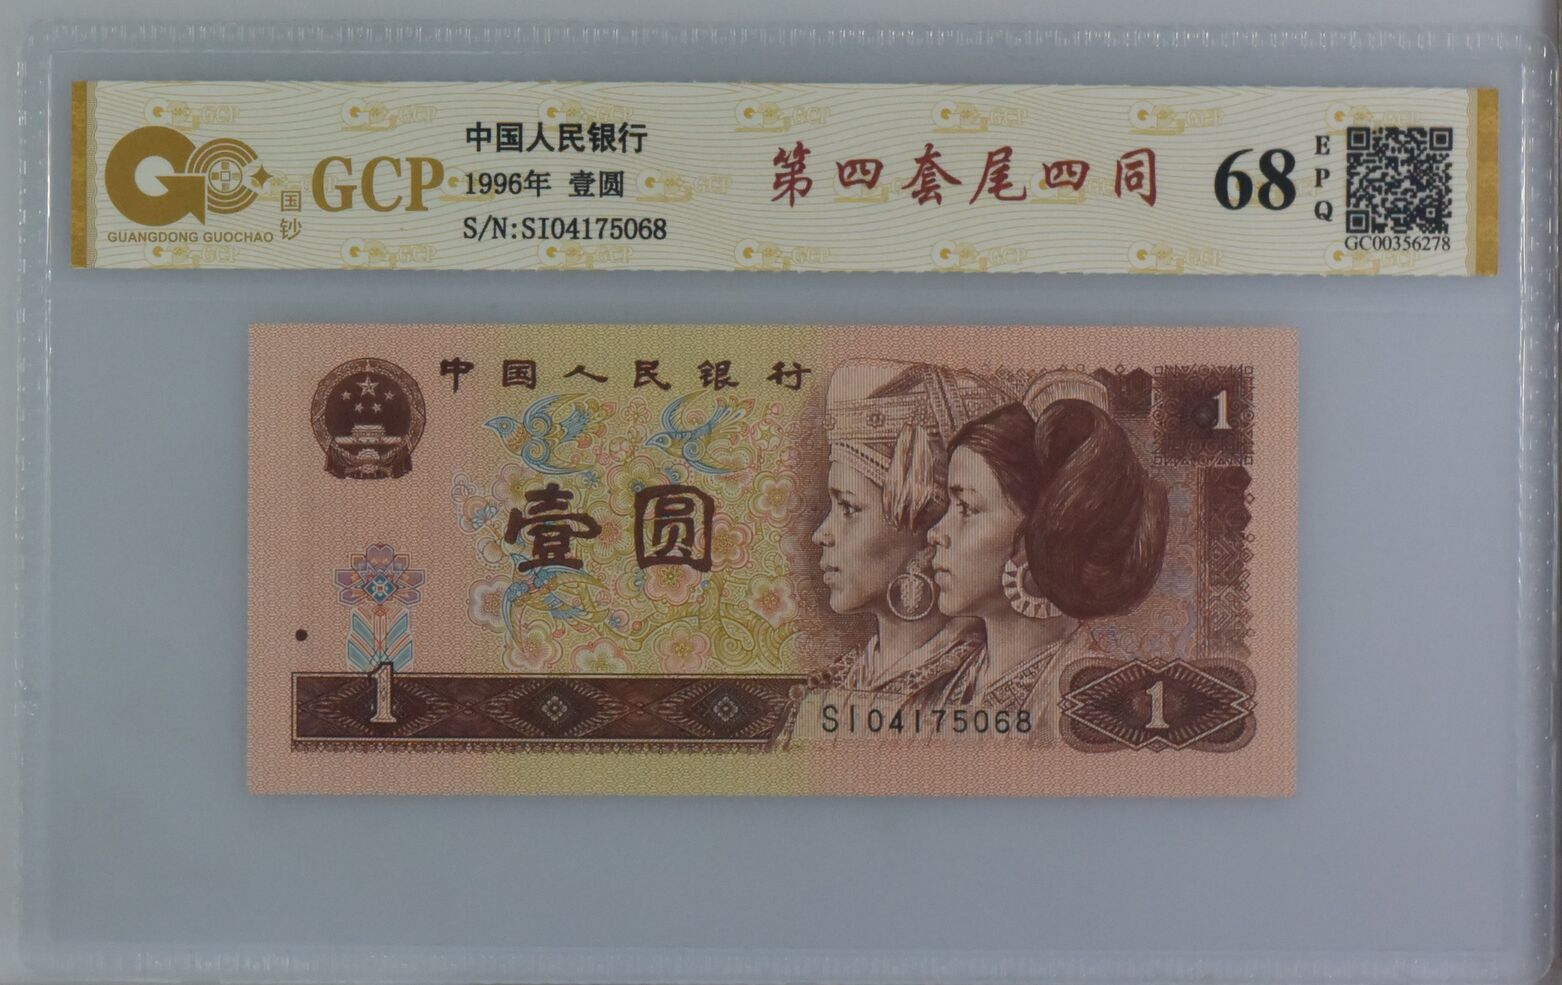 GUANGDONG GUOCHAO
国钞
GCP
中国人民银行
1996年 壹圆
S/N:SI04175068
第四套尾四同
68
EPQ
GC00356278
中国人民银行
1
壹圆
1
SI04175068
1